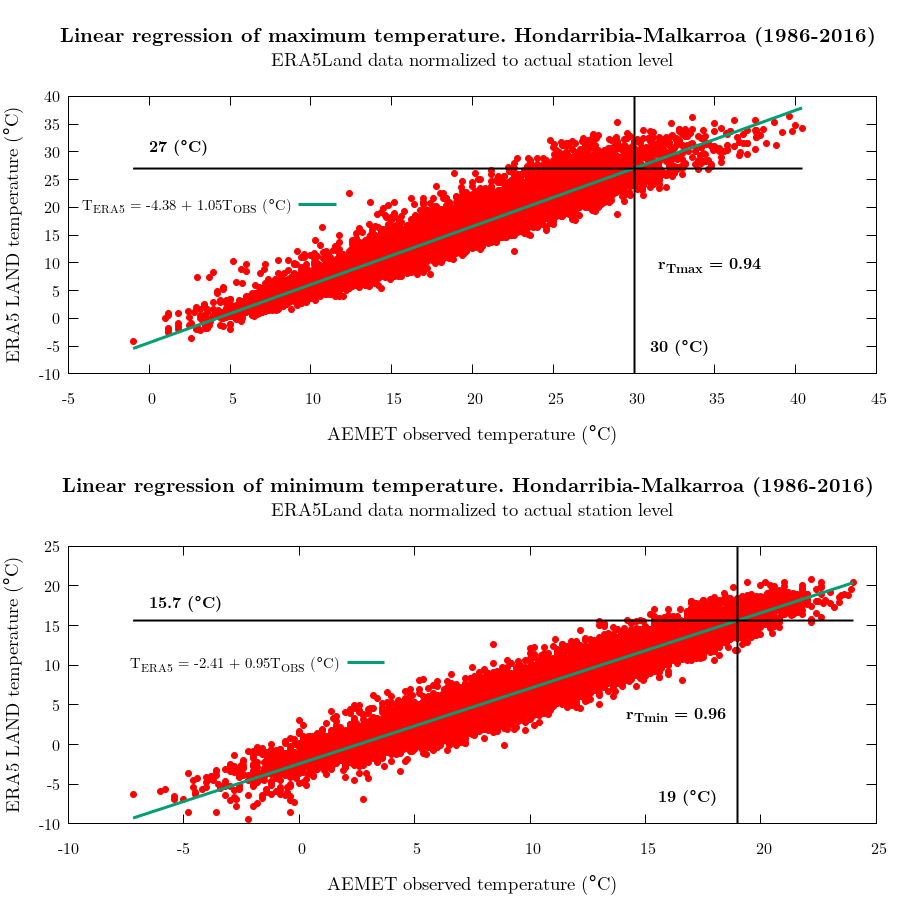 Linear regression of maximum temperature. Hondarribia-Malkarroa (1986-2016)
ERA5Land data normalized to actual station level
ERA5 LAND temperature (°C)
40
35
30
25
20
15
10
5
0
-5
-10
27 (°C)
T_ERA5 = -4.38 + 1.05T_OBS (°C)
r_Tmax = 0.94
30 (°C)
-5 0 5 10 15 20 25 30 35 40 45
AEMET observed temperature (°C)
Linear regression of minimum temperature. Hondarribia-Malkarroa (1986-2016)
ERA5Land data normalized to actual station level
ERA5 LAND temperature (°C)
25
20
15
10
5
0
-5
-10
15.7 (°C)
T_ERA5 = -2.41 + 0.95T_OBS (°C)
r_Tmin = 0.96
19 (°C)
-10 -5 0 5 10 15 20 25
AEMET observed temperature (°C)